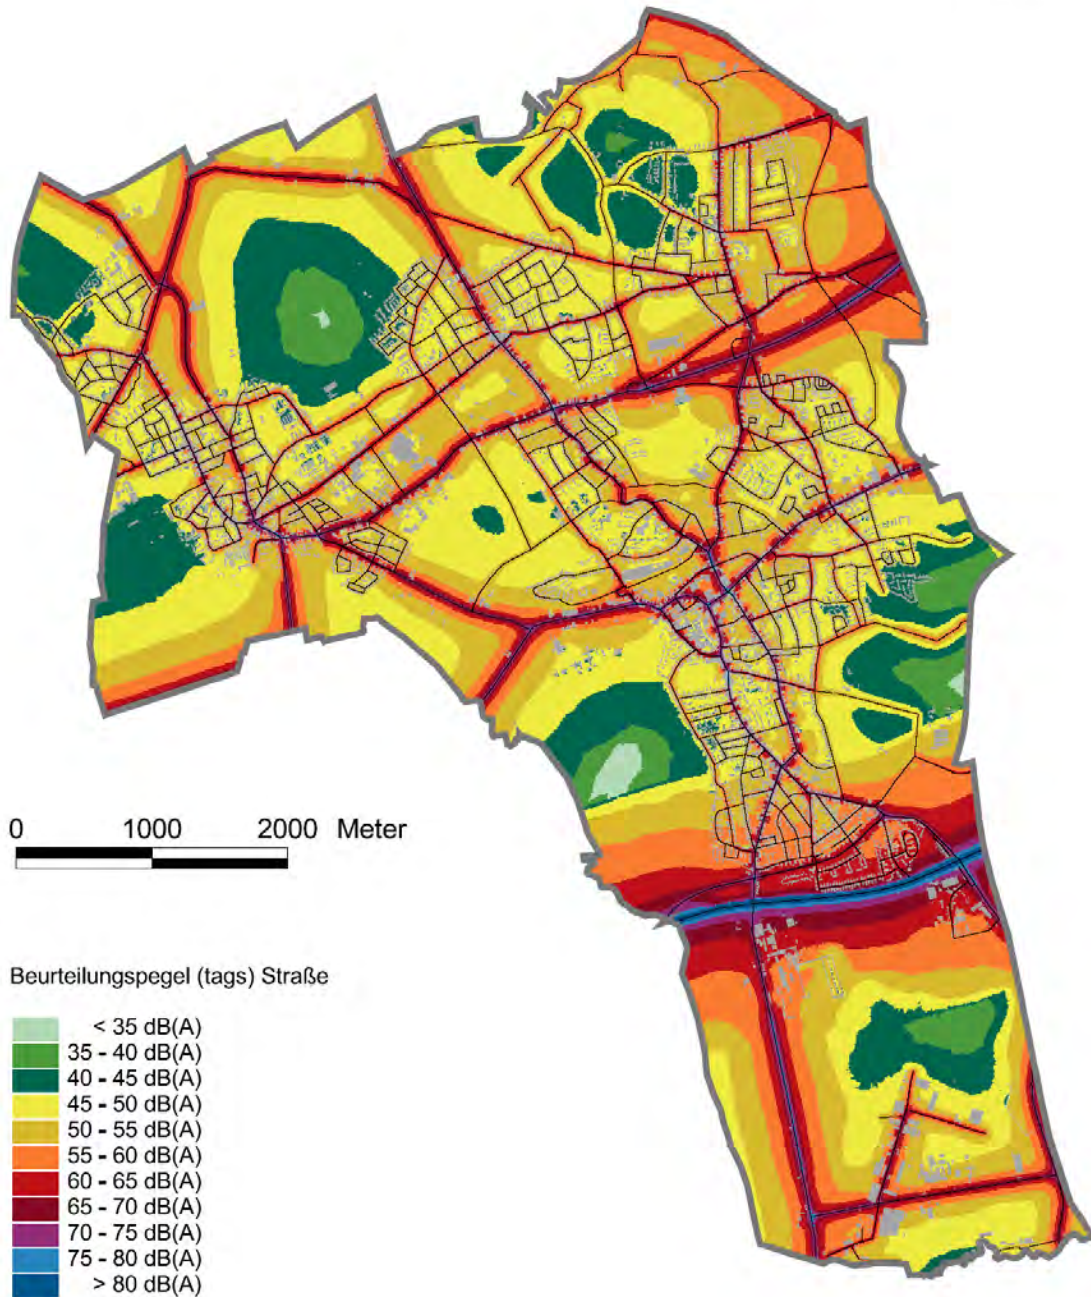 0 1000 2000 Meter
Beurteilungspegel (tags) Straße
< 35 dB(A)
35 - 40 dB(A)
40 - 45 dB(A)
45 - 50 dB(A)
50 - 55 dB(A)
55 - 60 dB(A)
60 - 65 dB(A)
65 - 70 dB(A)
70 - 75 dB(A)
75 - 80 dB(A)
> 80 dB(A)